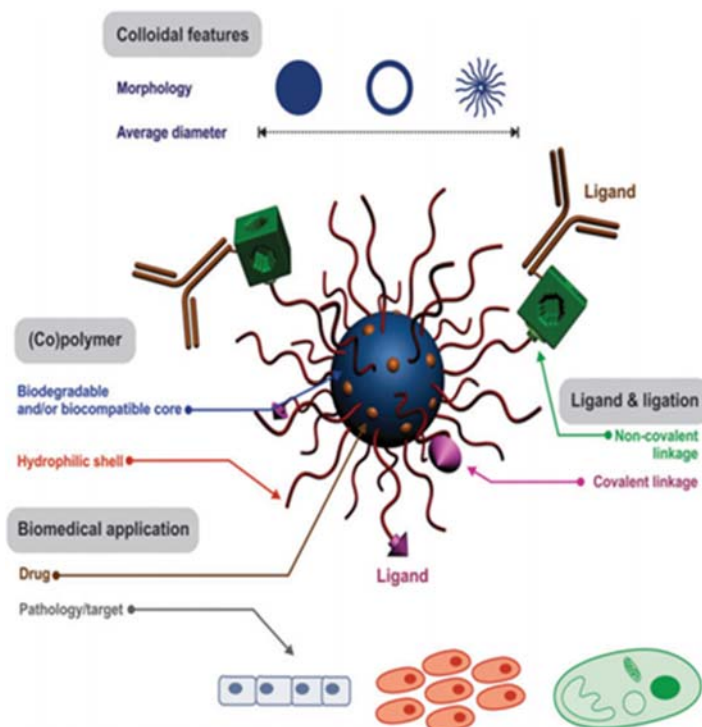 Colloidal features
Morphology
Average diameter
Ligand
(Co)polymer
Biodegradable
and/or biocompatible core
Ligand & ligation
Non-covalent
linkage
Hydrophilic shell
Covalent linkage
Biomedical application
Drug
Ligand
Pathology/target